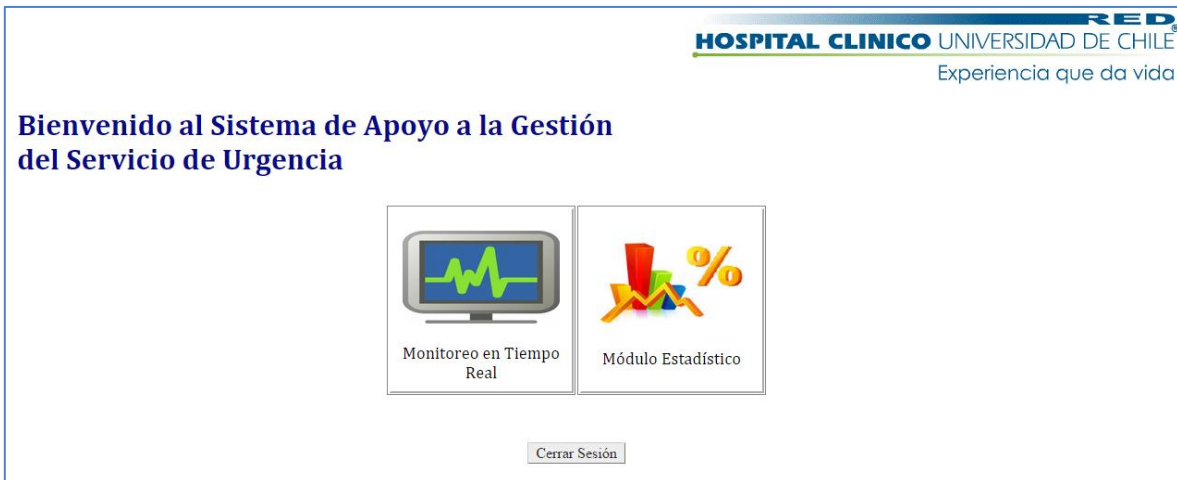 RED
HOSPITAL CLINICO UNIVERSIDAD DE CHILE®
Experiencia que da vida
Bienvenido al Sistema de Apoyo a la Gestión
del Servicio de Urgencia
%
Monitoreo en Tiempo
Real
Módulo Estadístico
Cerrar Sesión